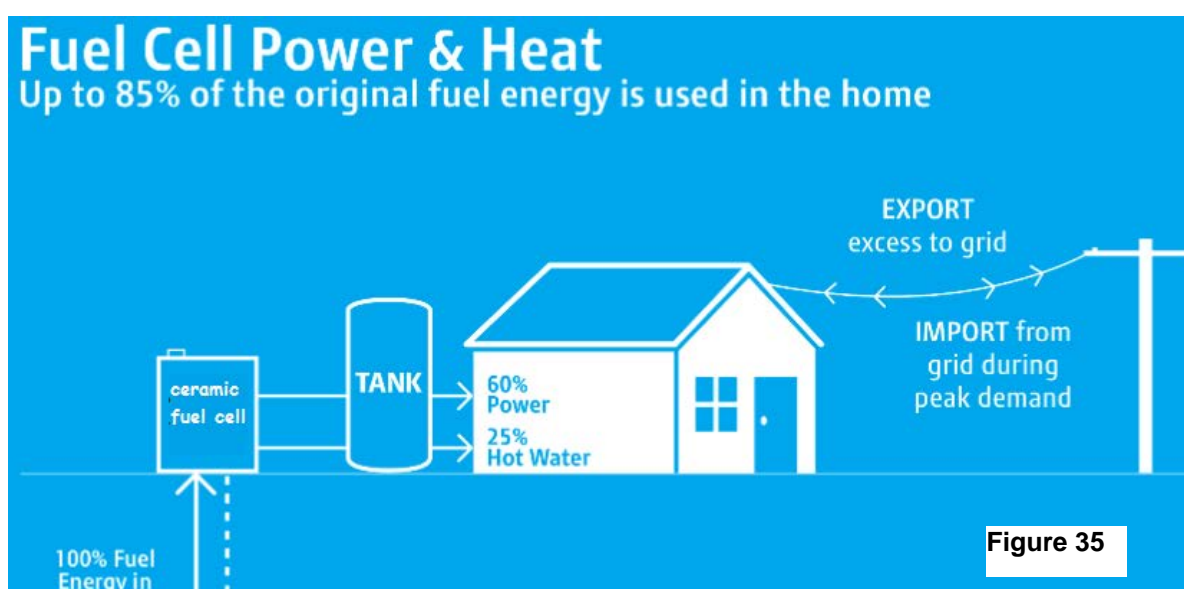 Fuel Cell Power & Heat
Up to 85% of the original fuel energy is used in the home
EXPORT
excess to grid
IMPORT from
grid during
peak demand
ceramic
fuel cell
TANK
60%
Power
25%
Hot Water
100% Fuel
Energy in
Figure 35